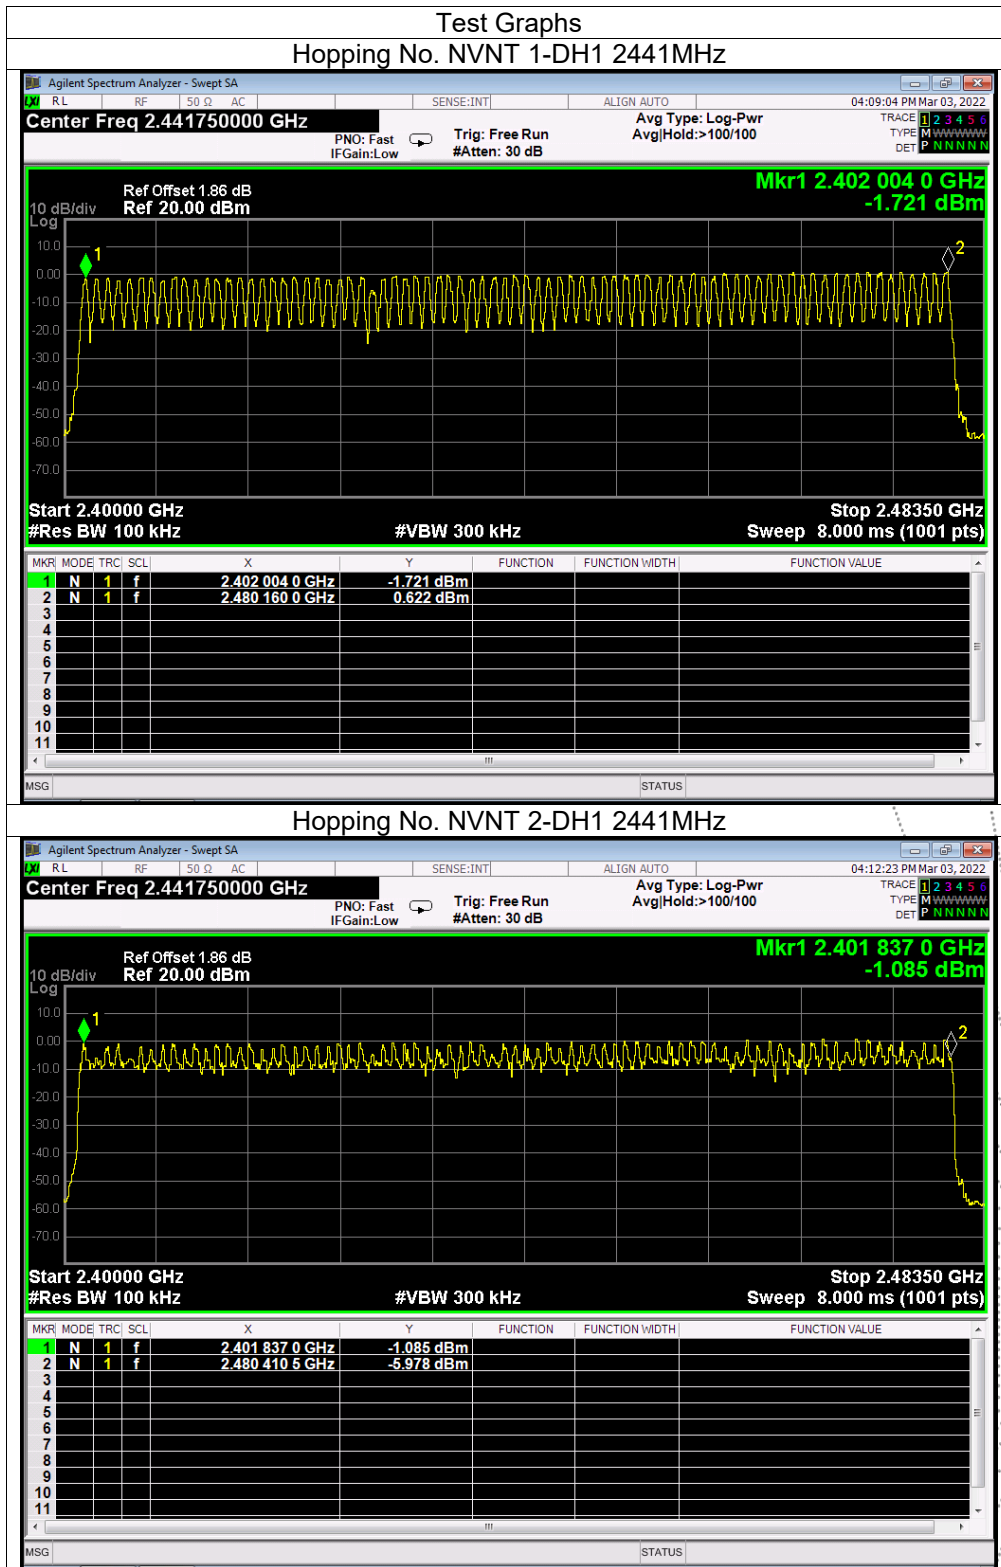 Test Graphs
Hopping No. NVNT 1-DH1 2441MHz
Agilent Spectrum Analyzer - Swept SA
LXI RL RF 50 Ω AC SENSE:INT ALIGN AUTO 04:09:04 PM Mar 03, 2022
Center Freq 2.441750000 GHz Avg Type: Log-Pwr TRACE 1 2 3 4 5 6
PNO: Fast Trig: Free Run Avg|Hold:>100/100 TYPE M WWWWW
IFGain:Low #Atten: 30 dB DET P N N N N N
Mkr1 2.402 004 0 GHz
Ref Offset 1.86 dB
10 dB/div Ref 20.00 dBm -1.721 dBm
Log
10.0
1
2
0.00
-10.0
-20.0
-30.0
-40.0
-50.0
-60.0
-70.0
Start 2.40000 GHz Stop 2.48350 GHz
#Res BW 100 kHz #VBW 300 kHz Sweep 8.000 ms (1001 pts)
MKR MODE TRC SCL X Y FUNCTION FUNCTION WIDTH FUNCTION VALUE
1 N 1 f 2.402 004 0 GHz -1.721 dBm
2 N 1 f 2.480 160 0 GHz 0.622 dBm
3
4
5
6
7
8
9
10
11
MSG STATUS
Hopping No. NVNT 2-DH1 2441MHz
Agilent Spectrum Analyzer - Swept SA
LXI RL RF 50 Ω AC SENSE:INT ALIGN AUTO 04:12:23 PM Mar 03, 2022
Center Freq 2.441750000 GHz Avg Type: Log-Pwr TRACE 1 2 3 4 5 6
PNO: Fast Trig: Free Run Avg|Hold:>100/100 TYPE M WWWWW
IFGain:Low #Atten: 30 dB DET P N N N N N
Mkr1 2.401 837 0 GHz
Ref Offset 1.86 dB
10 dB/div Ref 20.00 dBm -1.085 dBm
Log
10.0
1
2
0.00
-10.0
-20.0
-30.0
-40.0
-50.0
-60.0
-70.0
Start 2.40000 GHz Stop 2.48350 GHz
#Res BW 100 kHz #VBW 300 kHz Sweep 8.000 ms (1001 pts)
MKR MODE TRC SCL X Y FUNCTION FUNCTION WIDTH FUNCTION VALUE
1 N 1 f 2.401 837 0 GHz -1.085 dBm
2 N 1 f 2.480 410 5 GHz -5.978 dBm
3
4
5
6
7
8
9
10
11
MSG STATUS